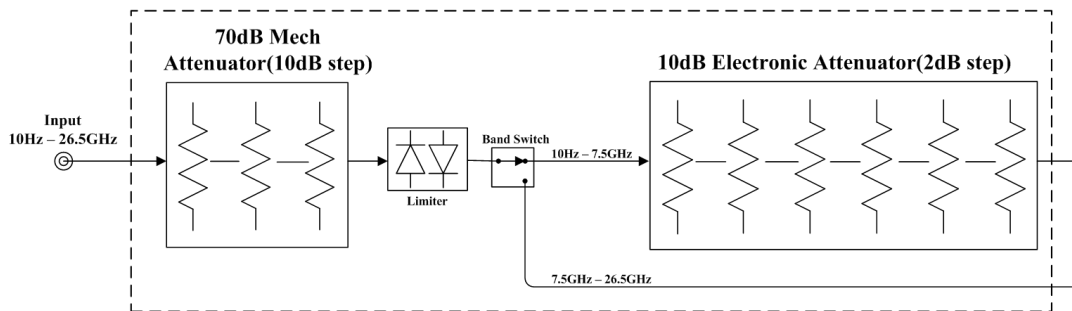 70dB Mech
Attenuator(10dB step)
10dB Electronic Attenuator(2dB step)
Input
10Hz – 26.5GHz
Band Switch
10Hz – 7.5GHz
Limiter
7.5GHz – 26.5GHz